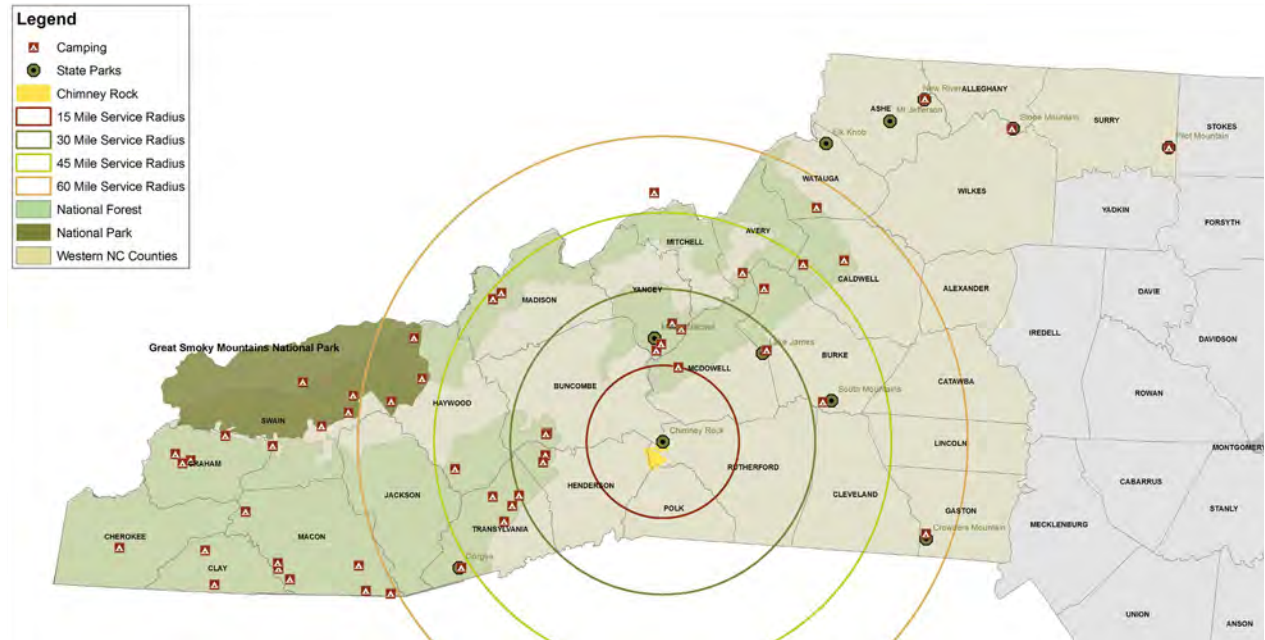 Legend
Camping
State Parks
Chimney Rock
15 Mile Service Radius
30 Mile Service Radius
45 Mile Service Radius
60 Mile Service Radius
National Forest
National Park
Western NC Counties
New River
ALLEGHANY
ASHE
Mt Jefferson
Stone Mountain
SURRY
STOKES
Elk Knob
Pilot Mountain
WATAUGA
WILKES
YADKIN
FORSYTH
AVERY
MITCHELL
CALDWELL
ALEXANDER
YANCEY
MADISON
DAVIE
IREDELL
DAVIDSON
Great Smoky Mountains National Park
Lake James
BURKE
MCDOWELL
BUNCOMBE
CATAWBA
ROWAN
HAYWOOD
South Mountains
SWAIN
Chimney Rock
LINCOLN
MONTGOMERY
GRAHAM
RUTHERFORD
JACKSON
HENDERSON
CABARRUS
CLEVELAND
POLK
GASTON
STANLY
MECKLENBURG
TRANSYLVANIA
Crowders Mountain
CHEROKEE
MACON
CLAY
Gorges
UNION
ANSON